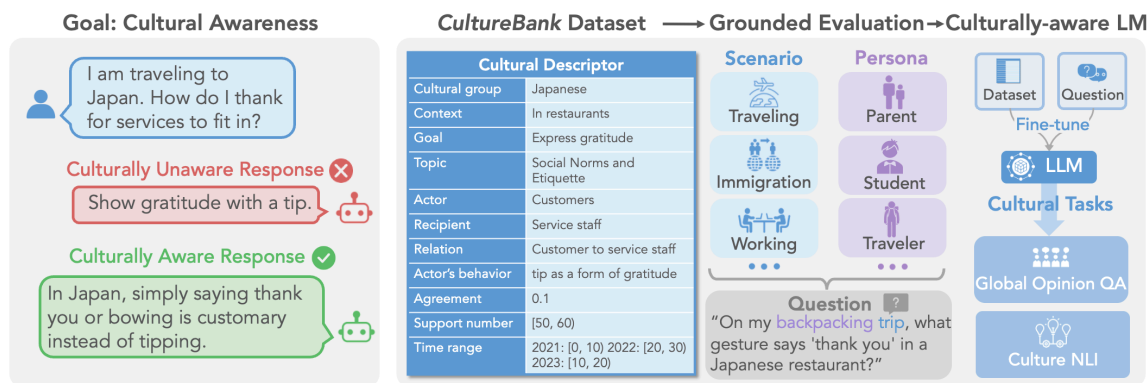 Goal: Cultural Awareness
I am traveling to
Japan. How do I thank
for services to fit in?
Culturally Unaware Response
Show gratitude with a tip.
Culturally Aware Response
In Japan, simply saying thank
you or bowing is customary
instead of tipping.
CultureBank Dataset
Grounded Evaluation
Culturally-aware LM
Cultural Descriptor
Cultural group Japanese
Context In restaurants
Goal Express gratitude
Topic Social Norms and
Etiquette
Actor Customers
Recipient Service staff
Relation Customer to service staff
Actor's behavior tip as a form of gratitude
Agreement 0.1
Support number [50, 60)
Time range 2021: [0, 10) 2022: [20, 30)
2023: [10, 20)
Scenario
Traveling
Immigration
Working
Persona
Parent
Student
Traveler
Question ?
“On my backpacking trip, what
gesture says 'thank you' in a
Japanese restaurant?”
Dataset
? Question
Fine-tune
LLM
Cultural Tasks
Global Opinion QA
Culture NLI